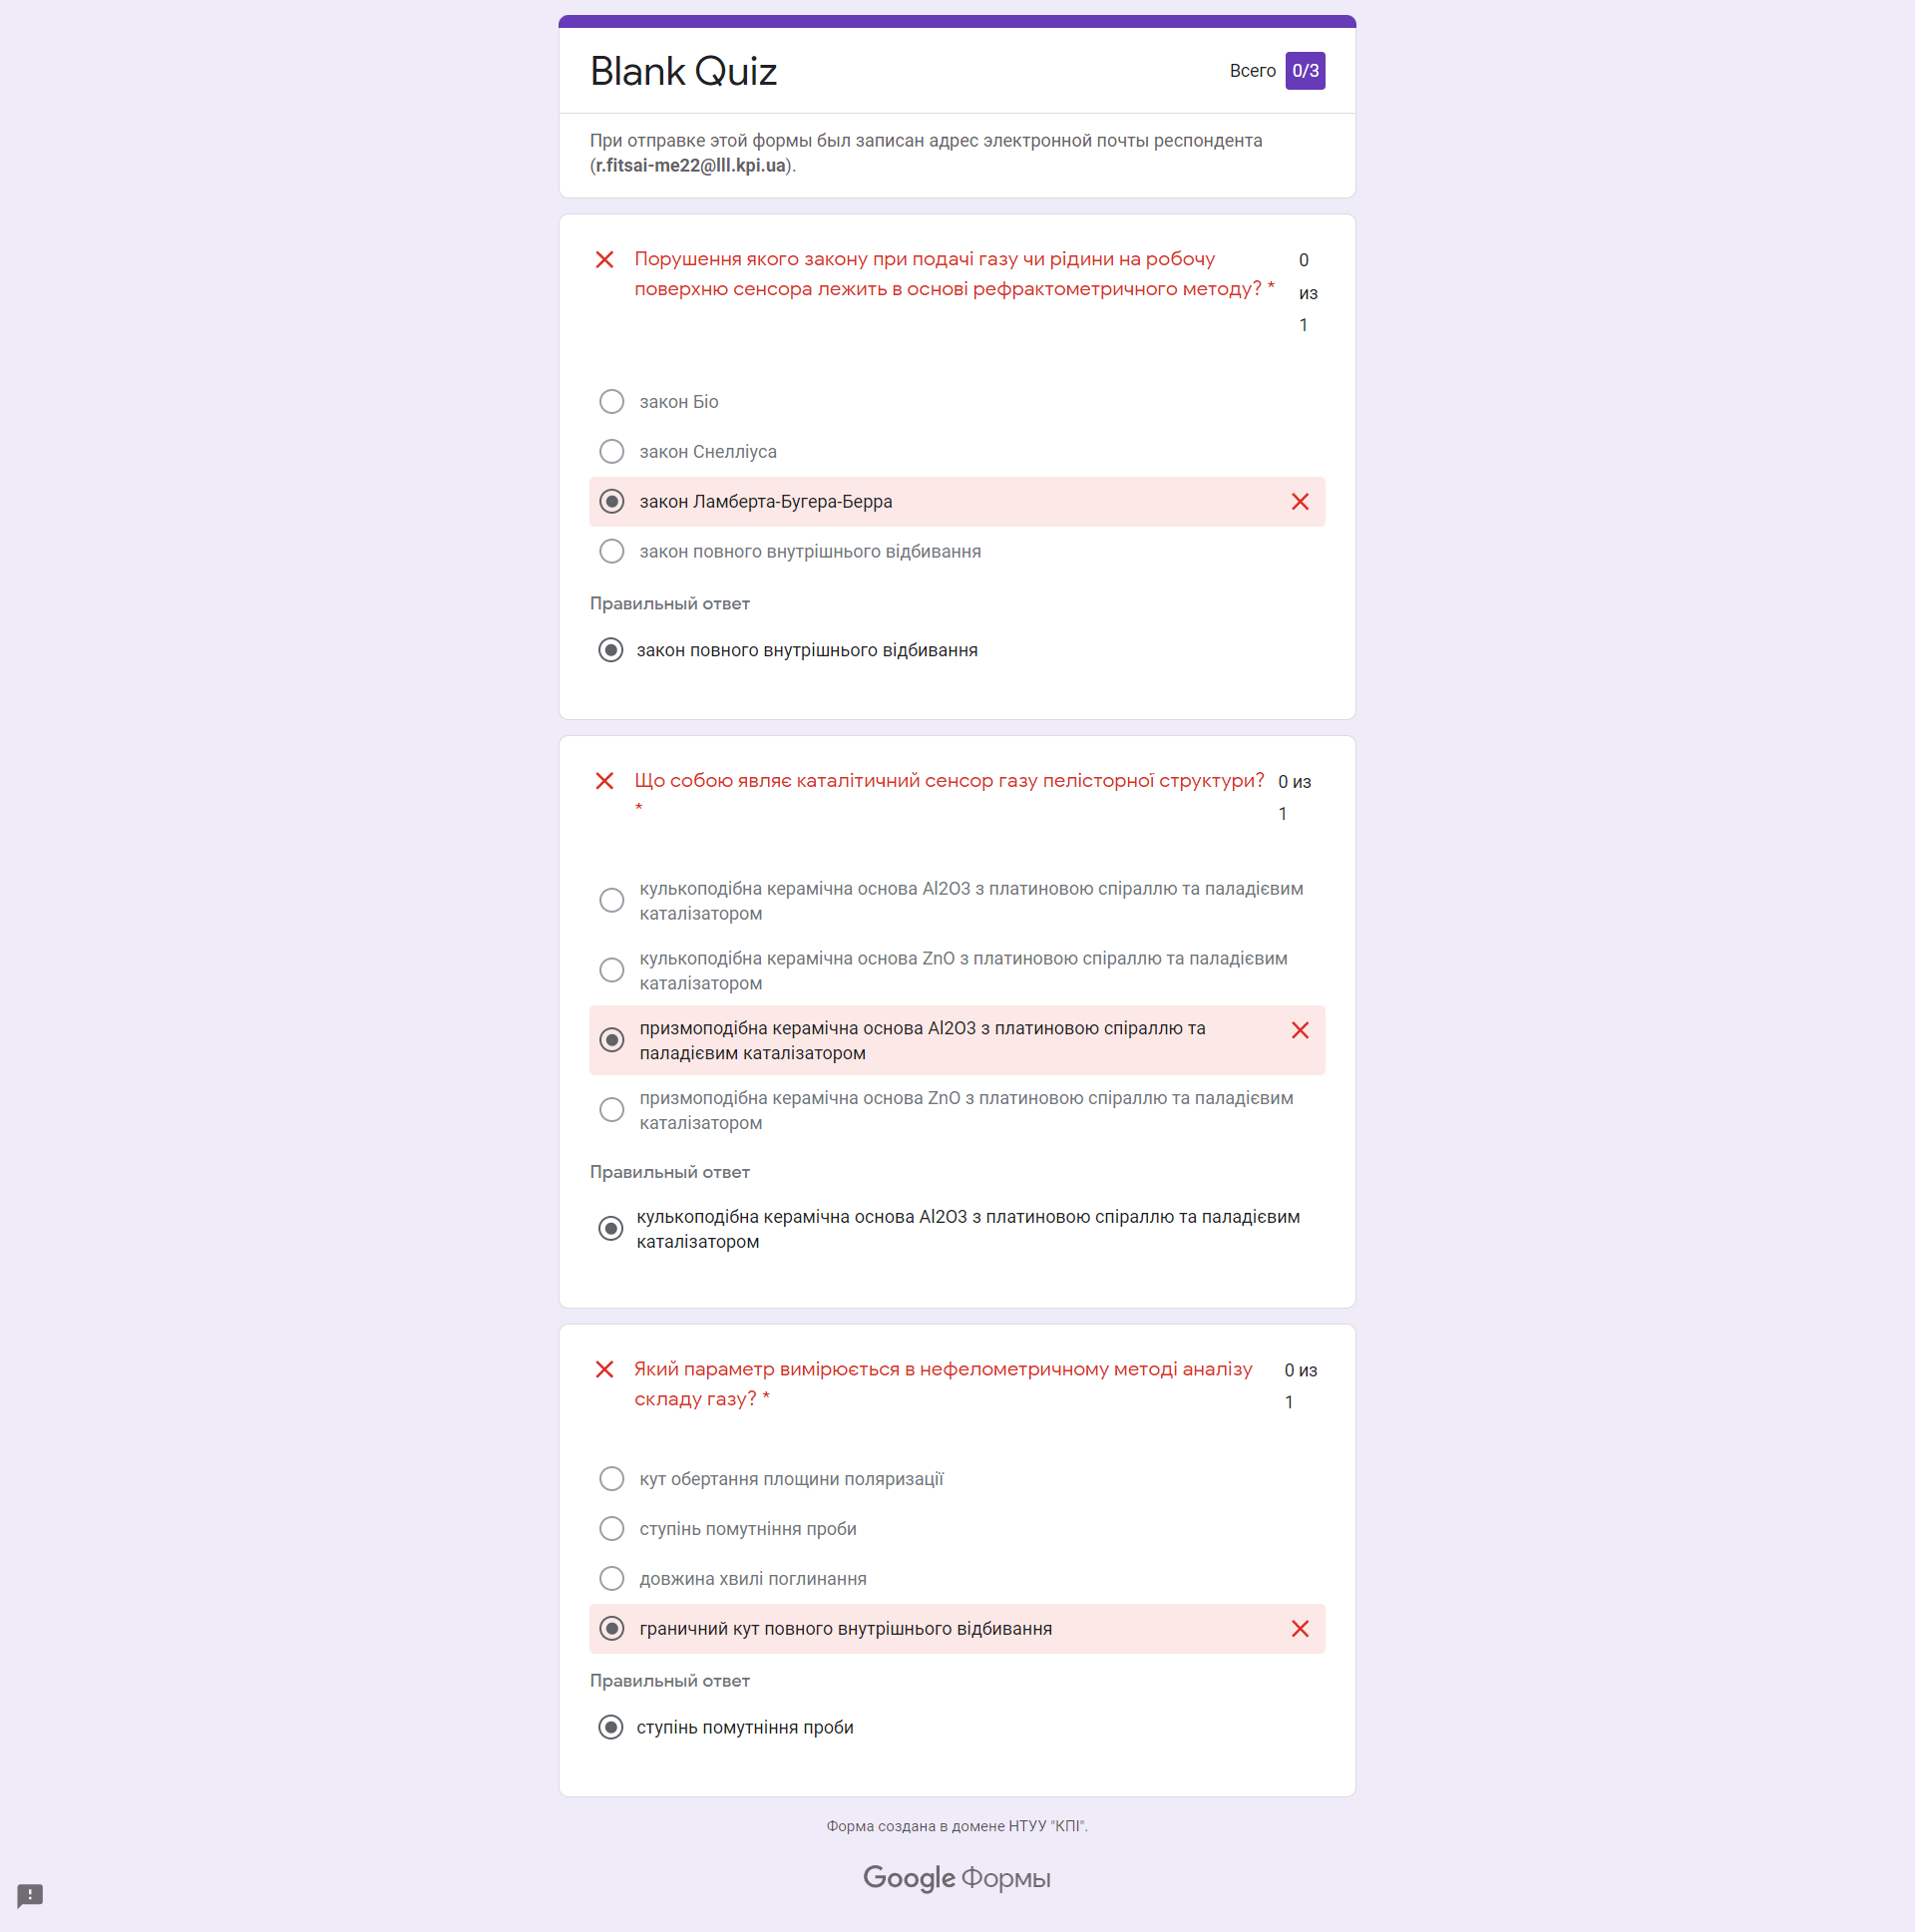 Blank Quiz
Всего 0/3
При отправке этой формы был записан адрес электронной почты респондента
(r.fitsai-me22@lll.kpi.ua).
Порушення якого закону при подачі газу чи рідини на робочу
поверхню сенсора лежить в основі рефрактометричного методу? *
0
из
1
закон Біо
закон Снелліуса
закон Ламберта-Бугера-Берра
закон повного внутрішнього відбивання
Правильный ответ
закон повного внутрішнього відбивання
Що собою являє каталітичний сенсор газу пелісторної структури?
*
0 из
1
кулькоподібна керамічна основа Al2O3 з платиновою спіраллю та паладієвим
каталізатором
кулькоподібна керамічна основа ZnO з платиновою спіраллю та паладієвим
каталізатором
призмоподібна керамічна основа Al2O3 з платиновою спіраллю та
паладієвим каталізатором
призмоподібна керамічна основа ZnO з платиновою спіраллю та паладієвим
каталізатором
Правильный ответ
кулькоподібна керамічна основа Al2O3 з платиновою спіраллю та паладієвим
каталізатором
Який параметр вимірюється в нефелометричному методі аналізу
складу газу? *
0 из
1
кут обертання площини поляризації
ступінь помутніння проби
довжина хвилі поглинання
граничний кут повного внутрішнього відбивання
Правильный ответ
ступінь помутніння проби
Форма создана в домене НТУУ "КПІ".
Google Формы